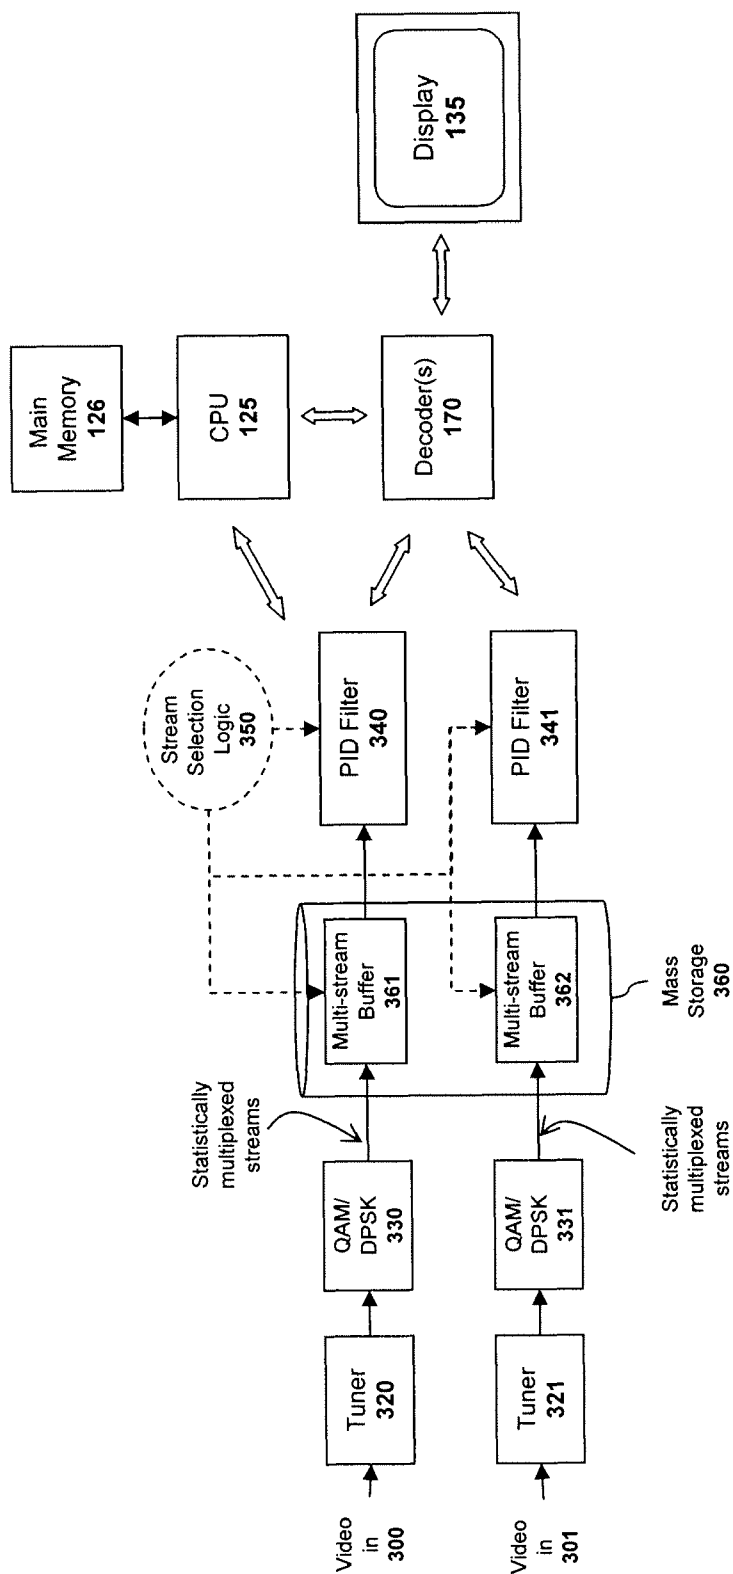 Main
Memory
126
CPU
125
Display
135
Decoder(s)
170
Stream
Selection
Logic
350
PID Filter
340
PID Filter
341
Multi-stream
Buffer
361
Multi-stream
Buffer
362
Mass
Storage 360
Statistically
multiplexed
streams
Statistically
multiplexed
streams
QAM/
DPSK
330
QAM/
DPSK
331
Tuner
320
Tuner
321
Video
in
300
Video
in
301